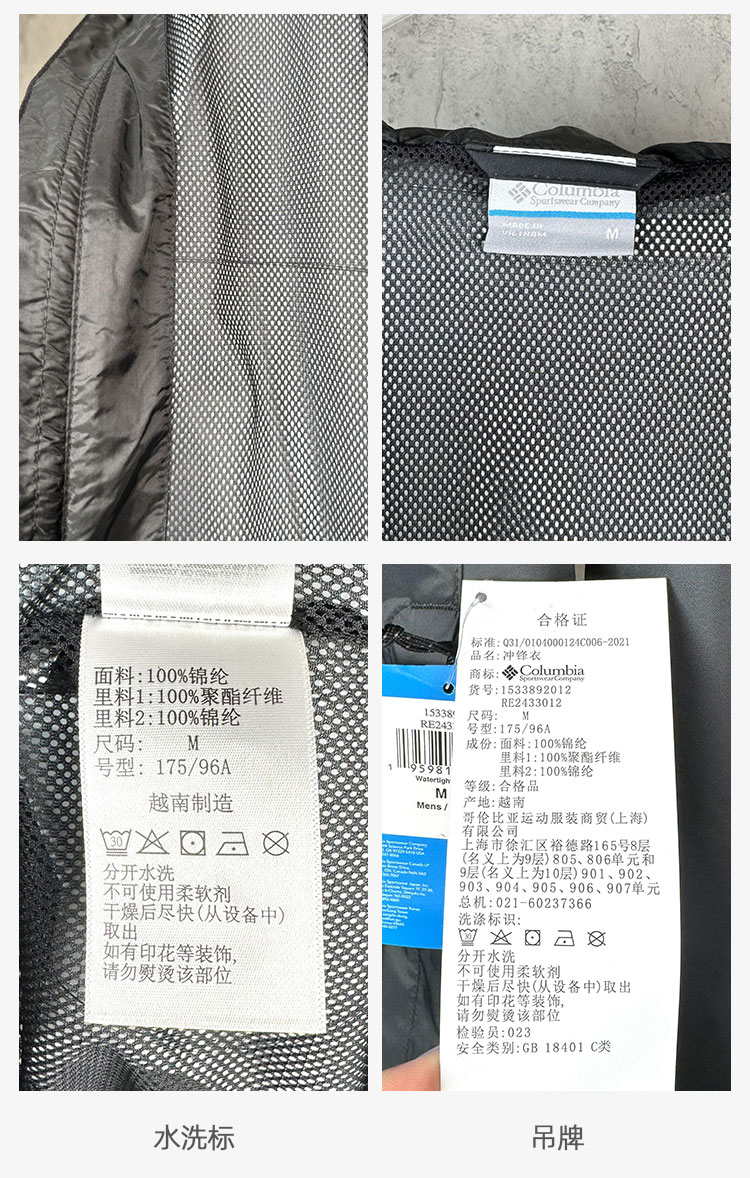 Columbia
Sportswear Company
MADE IN
VIETNAM
M
面料:100%锦纶
里料1:100%聚酯纤维
里料2:100%锦纶
尺码: M
号型: 175/96A
越南制造
30
分开水洗
不可使用柔软剂
干燥后尽快(从设备中)
取出
如有印花等装饰,
请勿熨烫该部位
水洗标
15338
RE243
1 95981
Watertigh
M
Mens /
合格证
标准: Q31/0104000124C006-2021
品名: 冲锋衣
商标: Columbia
Sportswear Company
货号: 1533892012
RE2433012
尺码: M
号型: 175/96A
成份: 面料:100%锦纶
里料1:100%聚酯纤维
里料2:100%锦纶
等级: 合格品
产地: 越南
哥伦比亚运动服装商贸(上海)
有限公司
上海市徐汇区裕德路165号8层
(名义上为9层)805、806单元和
9层(名义上为10层)901、902、
903、904、905、906、907单元
总机: 021-60237366
洗涤标识:
30
分开水洗
不可使用柔软剂
干燥后尽快(从设备中)取出
如有印花等装饰,
请勿熨烫该部位
检验员: 023
安全类别: GB 18401 C类
吊牌